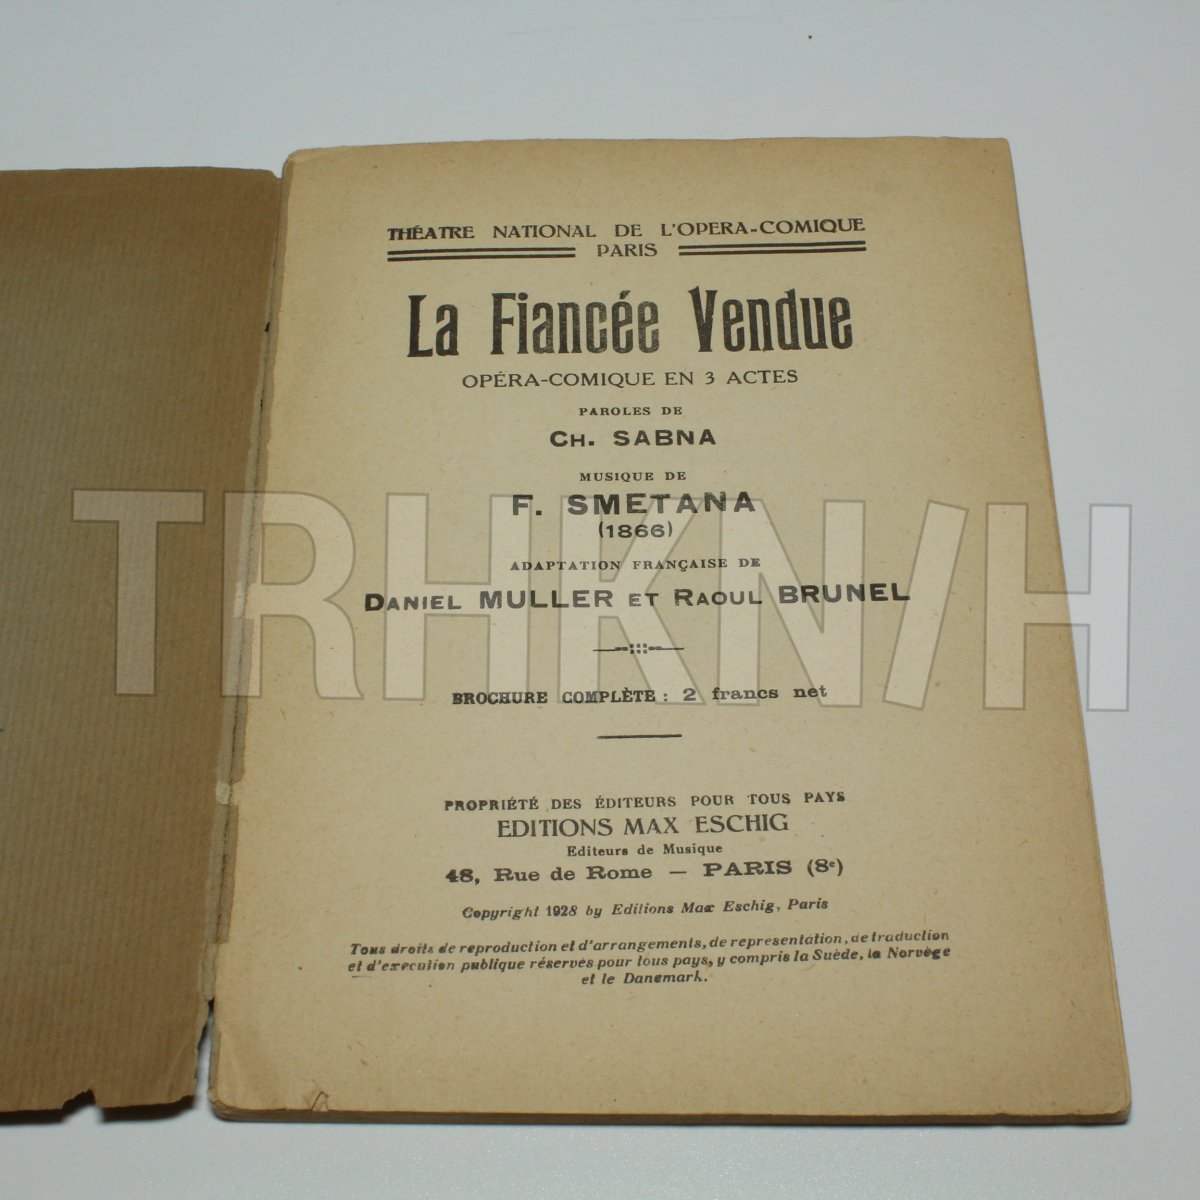 THÉATRE NATIONAL DE L'OPERA-COMIQUE
PARIS
La Fiancée Vendue
OPÉRA-COMIQUE EN 3 ACTES
PAROLES DE
CH. SABNA
MUSIQUE DE
F. SMETANA
(1866)
ADAPTATION FRANÇAISE DE
DANIEL MULLER ET RAOUL BRUNEL
TRHKN/H
BROCHURE COMPLÈTE : 2 francs net
PROPRIÉTÉ DES ÉDITEURS POUR TOUS PAYS
EDITIONS MAX ESCHIG
Editeurs de Musique
48, Rue de Rome — PARIS (8e)
Copyright 1928 by Editions Max Eschig, Paris
Tous droits de reproduction et d'arrangements, de representation, de traduction
et d'execution publique réservés pour tous pays, y compris la Suède, la Norvège
et le Danemark.